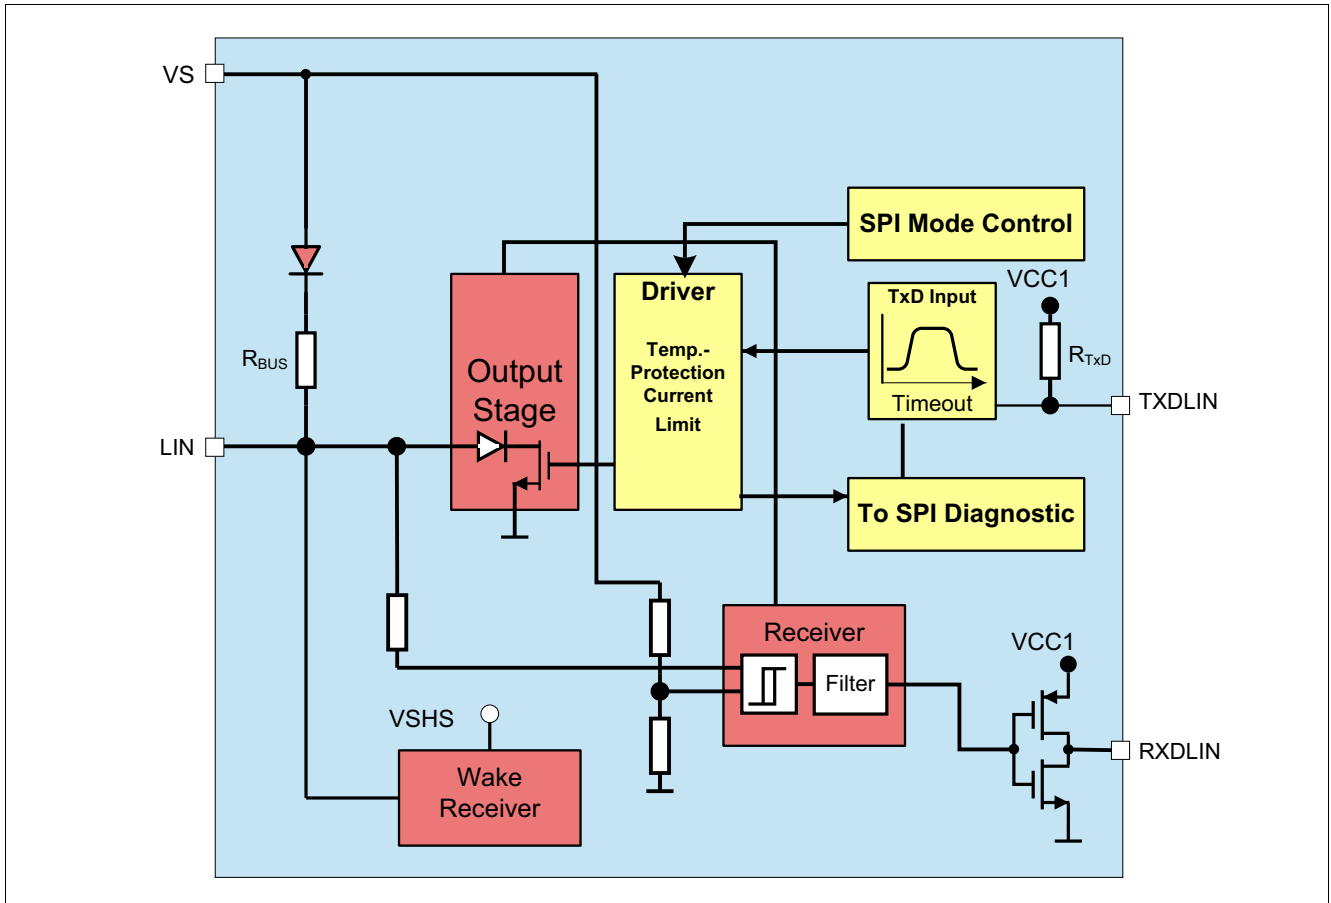 VS
SPI Mode Control
VCC1
Driver
TxD Input
Temp.-
Protection
Current
Limit
RBUS
RTxD
Output
Stage
Timeout
TXDLIN
LIN
To SPI Diagnostic
Receiver
VCC1
Filter
VSHS
RXDLIN
Wake
Receiver